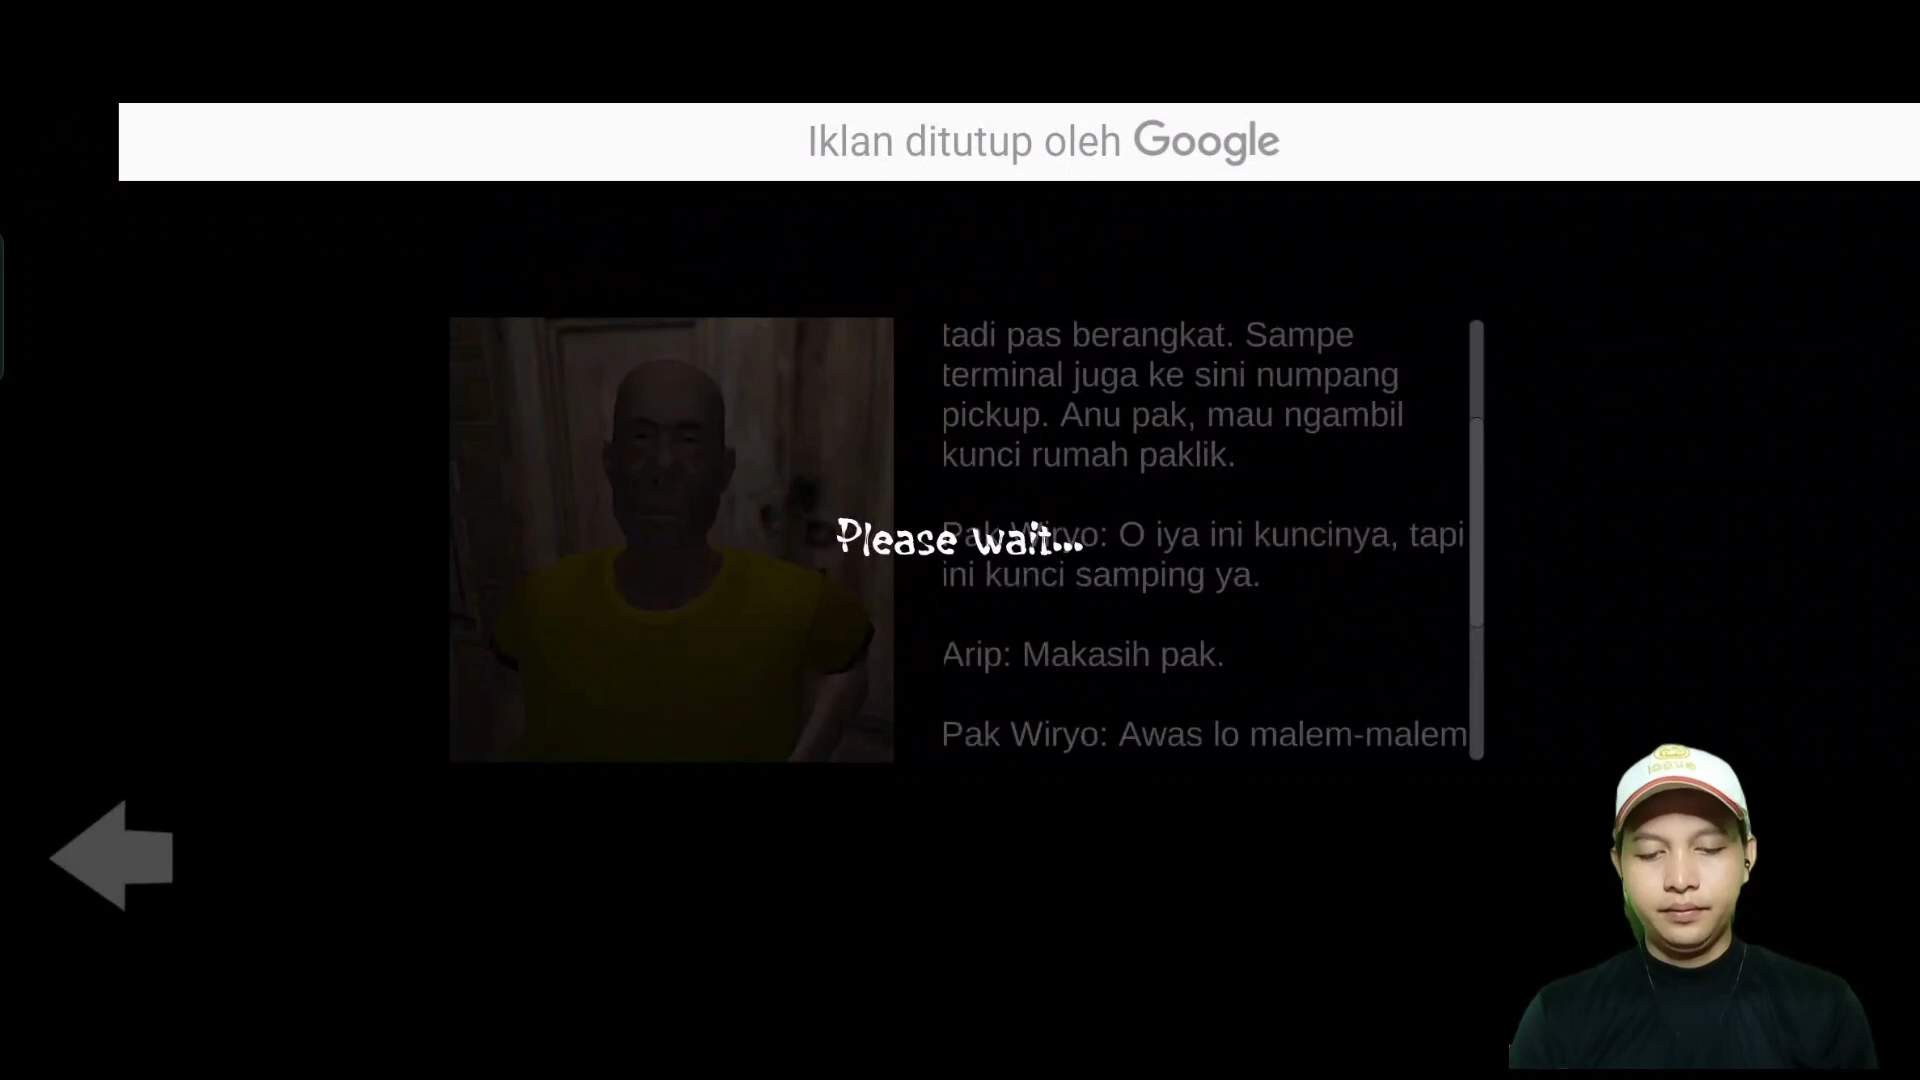 Iklan ditutup oleh Google
tadi pas berangkat. Sampe
terminal juga ke sini numpang
pickup. Anu pak, mau ngambil
kunci rumah paklik.
Please wait...
Pak Wiryo: O iya ini kuncinya, tapi
ini kunci samping ya.
Arip: Makasih pak.
Pak Wiryo: Awas lo malem-malem